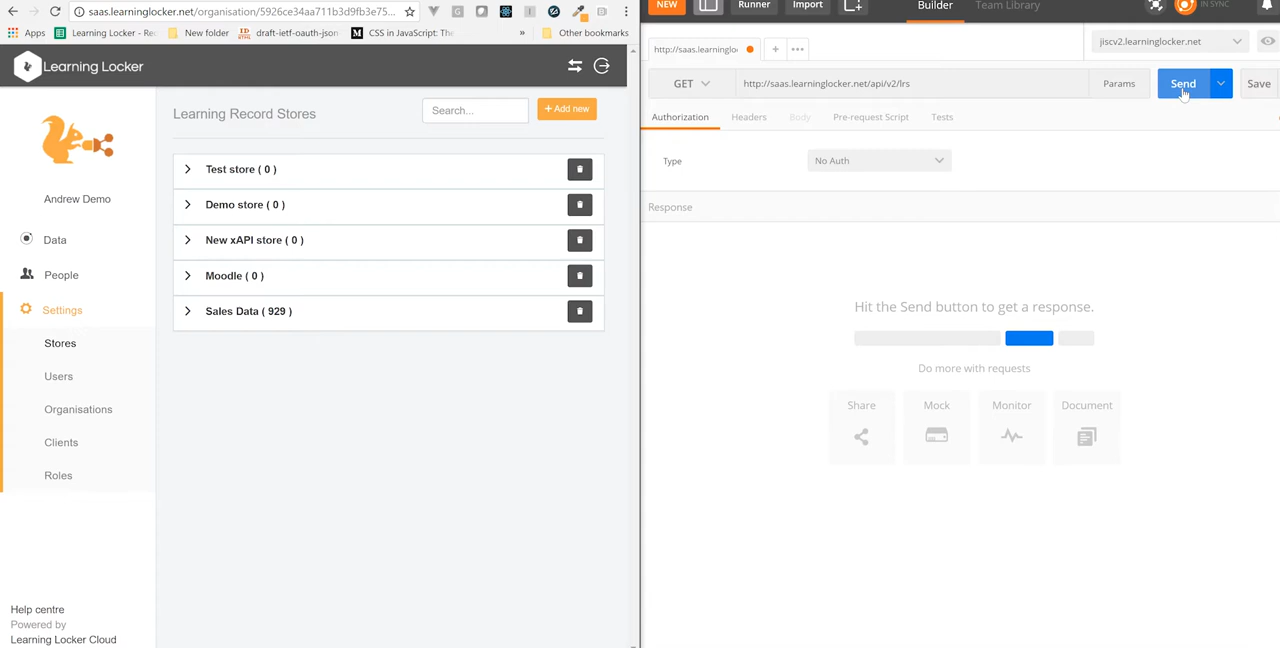 saas.learninglocker.net/organisation/5926ce34aa711b3d9fb3e75...
Apps
Learning Locker - Re
New folder
draft-ietf-oauth-json
CSS in JavaScript: The
»
Other bookmarks
Learning Locker
Andrew Demo
Data
People
Settings
Stores
Users
Organisations
Clients
Roles
Help centre
Powered by
Learning Locker Cloud
Learning Record Stores
Search...
+ Add new
Test store ( 0 )
Demo store ( 0 )
New xAPI store ( 0 )
Moodle ( 0 )
Sales Data ( 929 )
NEW
Runner
Import
Builder
Team Library
IN SYNC
http://saas.learninglo
+
•••
jiscv2.learninglocker.net
GET
http://saas.learninglocker.net/api/v2/lrs
Params
Send
Save
Authorization
Headers
Body
Pre-request Script
Tests
Type
No Auth
Response
Hit the Send button to get a response.
Do more with requests
Share
Mock
Monitor
Document